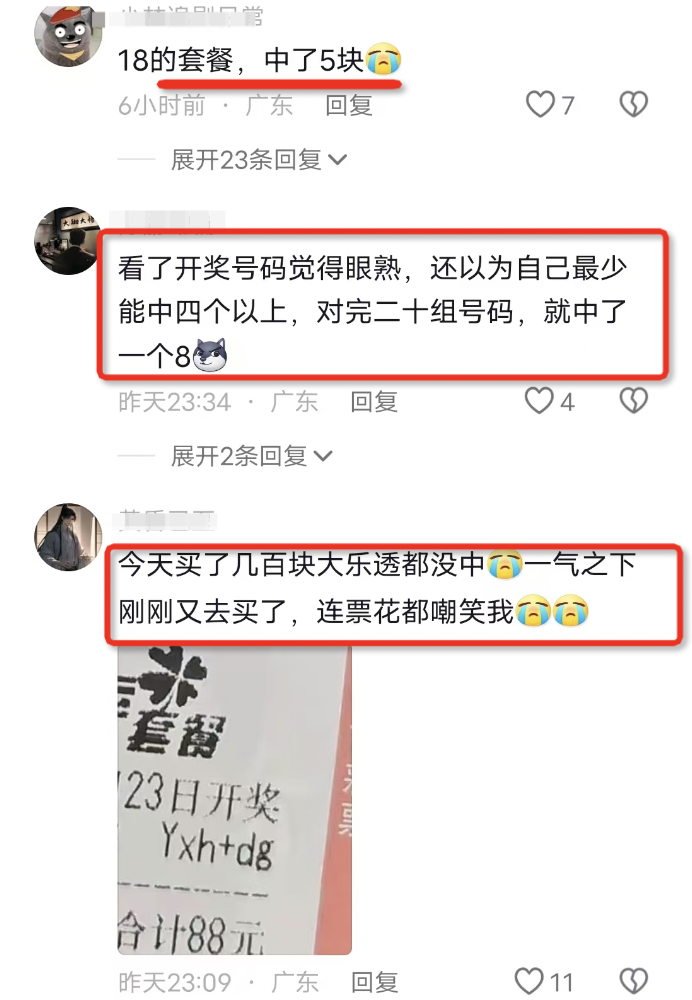 18的套餐，中了5块
6小时前 · 广东 回复 7
展开23条回复
看了开奖号码觉得眼熟，还以为自己最少
能中四个以上，对完二十组号码，就中了
一个8
昨天23:34 · 广东 回复 4
展开2条回复
今天买了几百块大乐透都没中一气之下
刚刚又去买了，连票花都嘲笑我
套餐
23日开奖
Yxh+dg
合计88元
昨天23:09 · 广东 回复 11